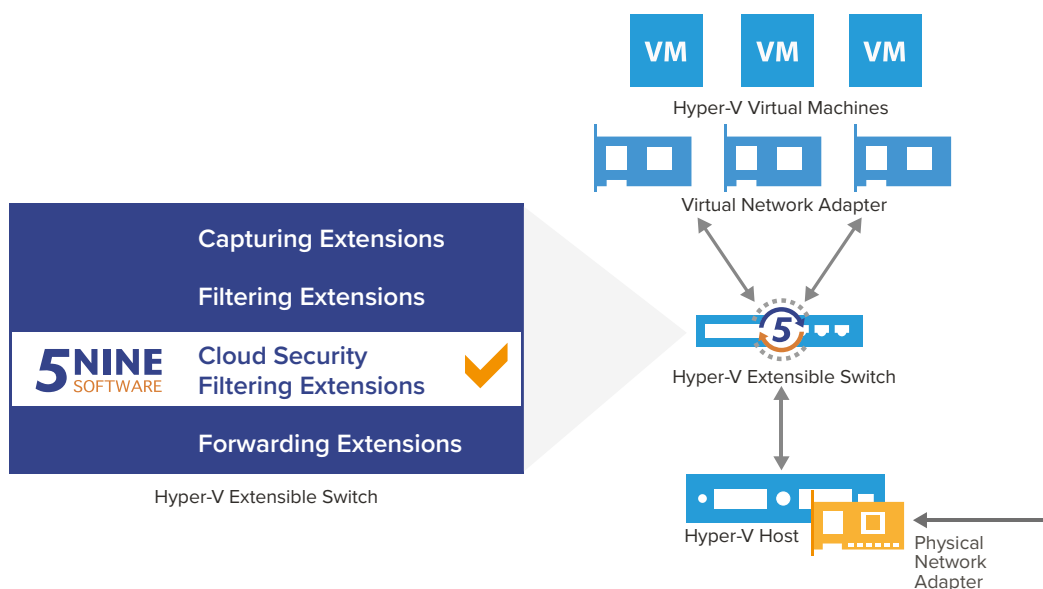 VM VM VM
Hyper-V Virtual Machines
Virtual Network Adapter
Capturing Extensions
Filtering Extensions
5NINE
SOFTWARE
Cloud Security
Filtering Extensions
Forwarding Extensions
Hyper-V Extensible Switch
5
Hyper-V Extensible Switch
Hyper-V Host
Physical
Network
Adapter